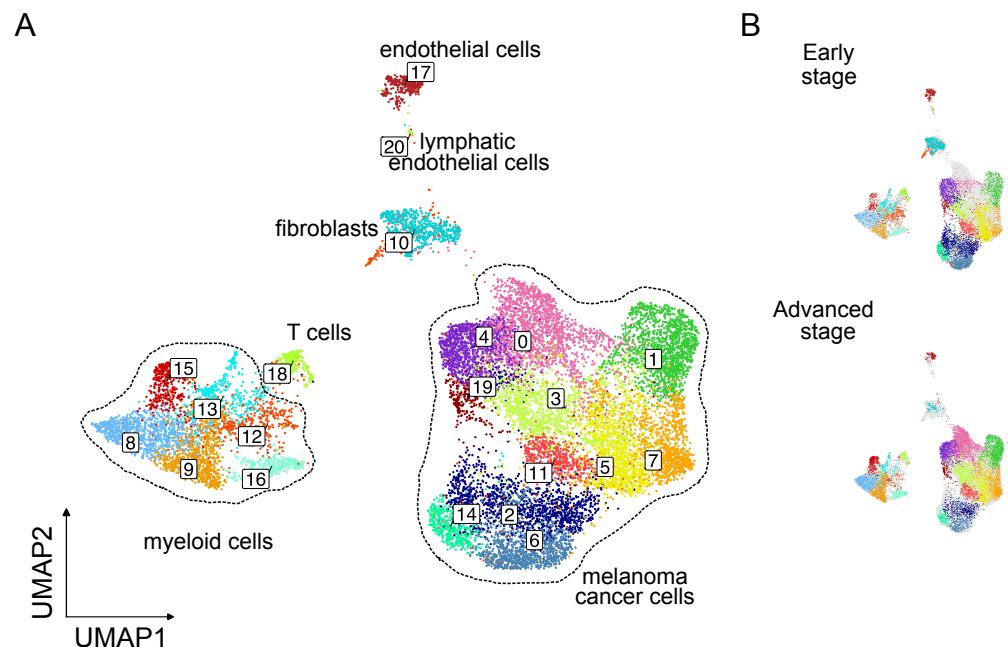 A
B
endothelial cells
17
20
lymphatic
endothelial cells
fibroblasts
10
T cells
18
15
13
12
8
9
16
myeloid cells
4
0
1
19
3
11
5
7
14
2
6
melanoma
cancer cells
UMAP2
UMAP1
Early
stage
Advanced
stage